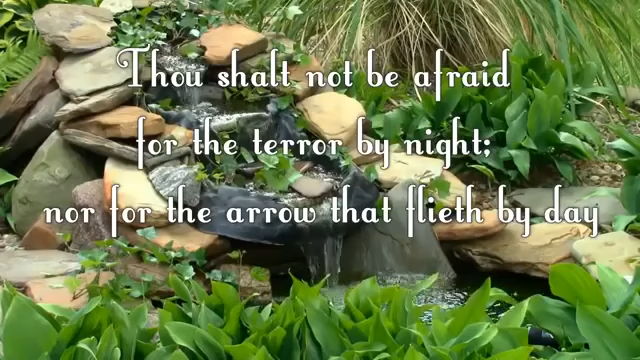 Thou shalt not be afraid
for the terror by night;
nor for the arrow that flieth by day